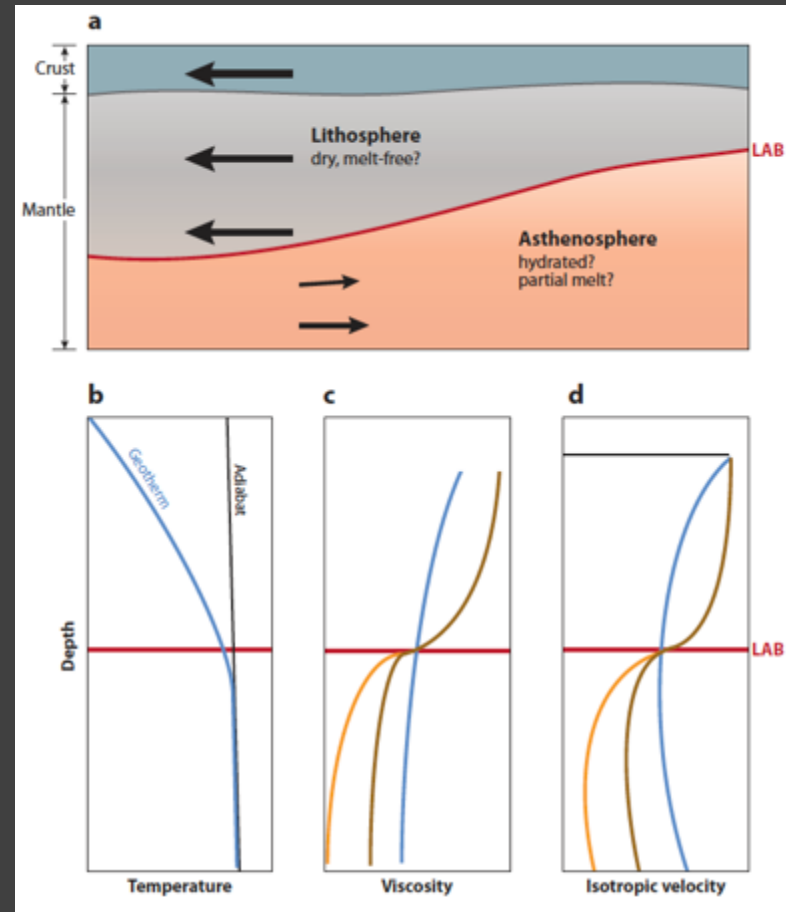 a
Crust
Lithosphere
dry, melt-free?
LAB
Mantle
Asthenosphere
hydrated?
partial melt?
b
c
d
Geotherm
Adiabat
Depth
LAB
Temperature
Viscosity
Isotropic velocity